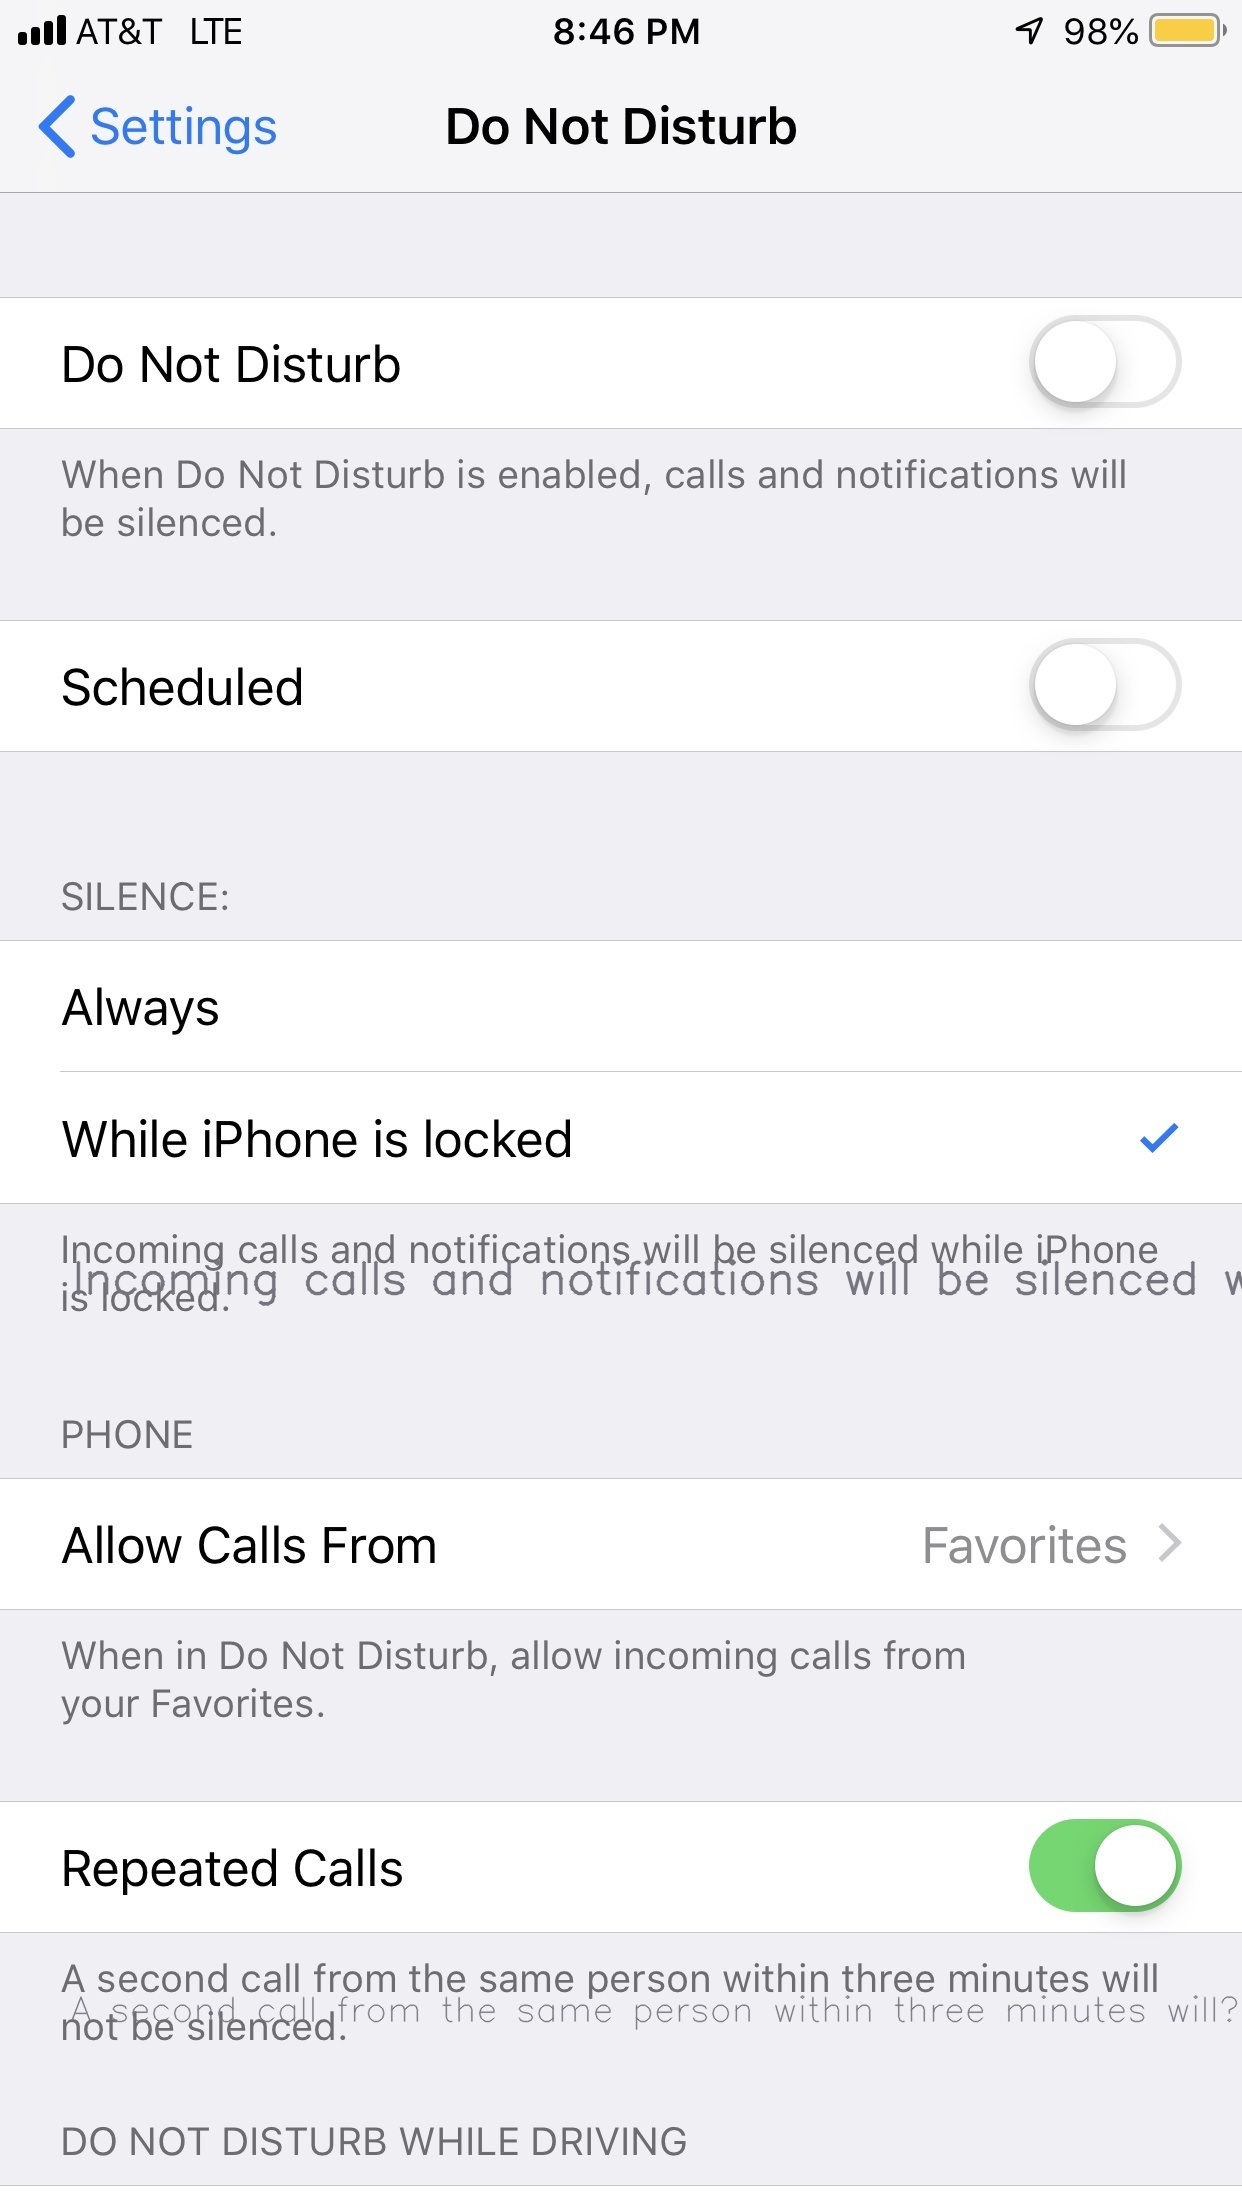 AT&T LTE 8:46 PM 98%
Settings Do Not Disturb
Do Not Disturb
When Do Not Disturb is enabled, calls and notifications will
be silenced.
Scheduled
SILENCE:
Always
While iPhone is locked
Incoming calls and notifications will be silenced while iPhone
Incoming calls and notifications will be silenced w
is locked.
PHONE
Allow Calls From Favorites
When in Do Not Disturb, allow incoming calls from
your Favorites.
Repeated Calls
A second call from the same person within three minutes will
A second call from the same person within three minutes will?
not be silenced.
DO NOT DISTURB WHILE DRIVING